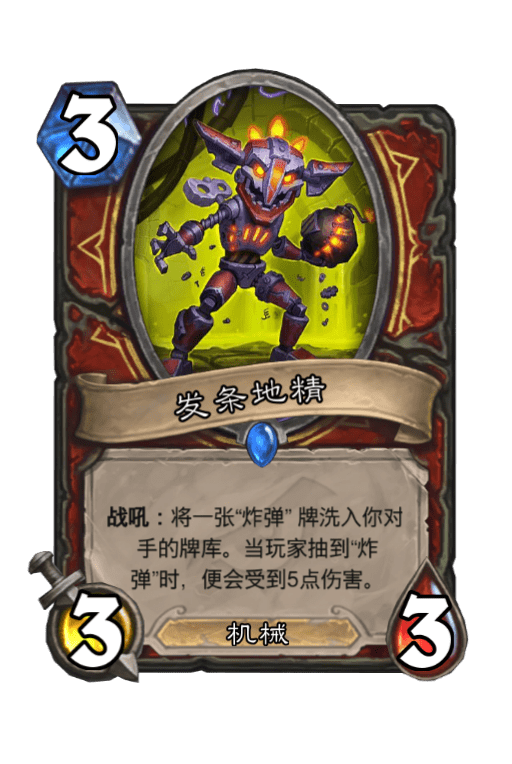 3
发条地精
战吼：将一张“炸弹” 牌洗入你对
手的牌库。当玩家抽到“炸
弹”时，便会受到5点伤害。
3
机械
3